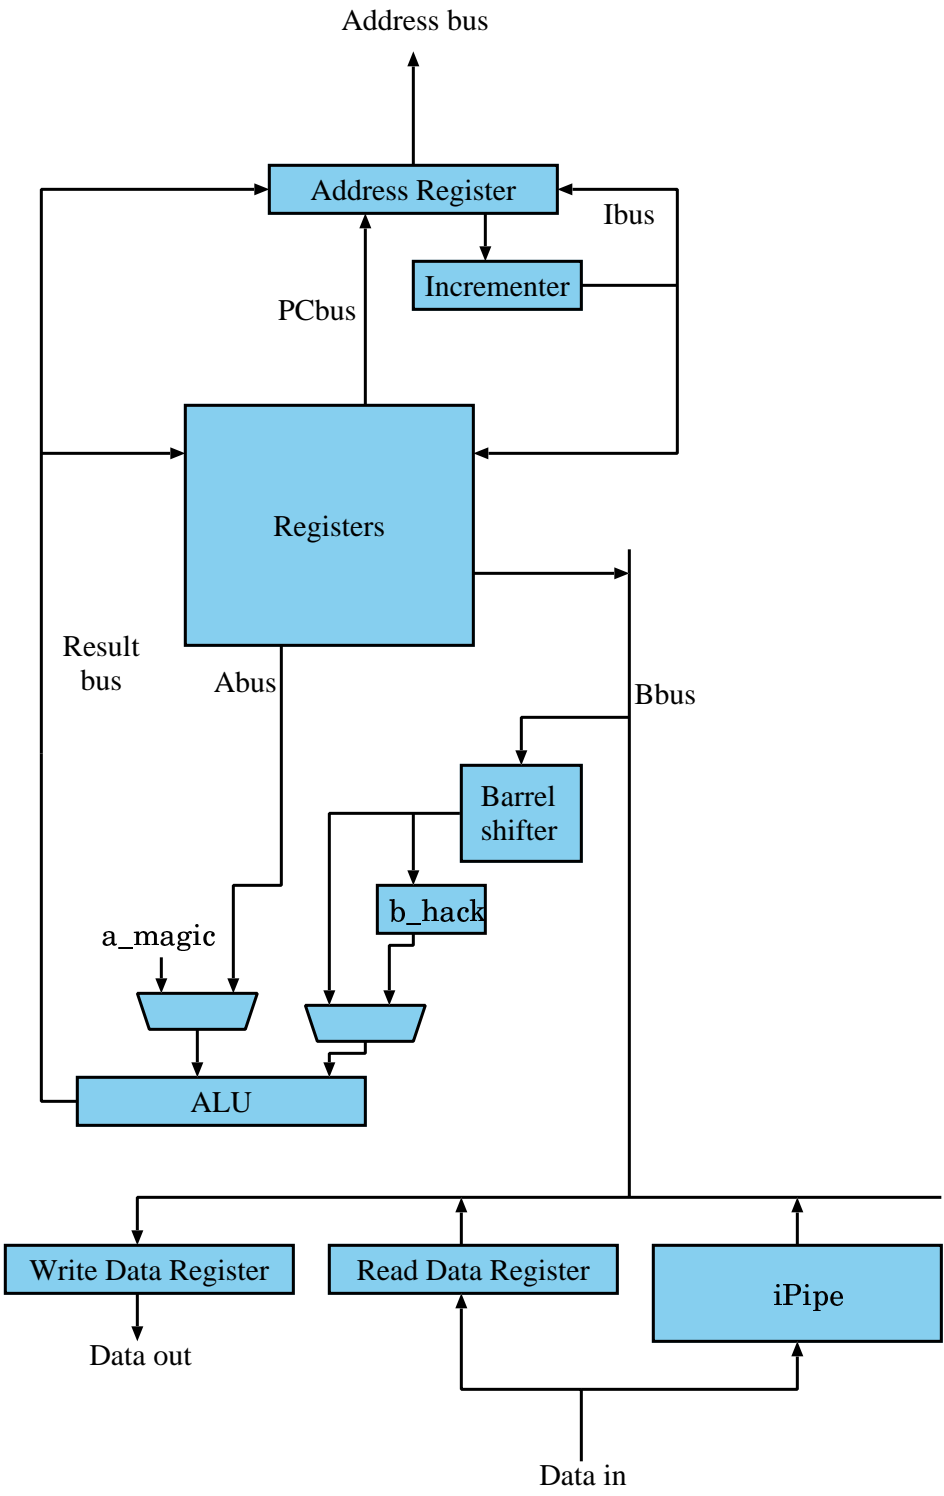 Address bus
Address Register
Ibus
Incrementer
PCbus
Registers
Result
bus
Abus
Bbus
Barrel
shifter
b_hack
a_magic
ALU
Write Data Register
Read Data Register
iPipe
Data out
Data in